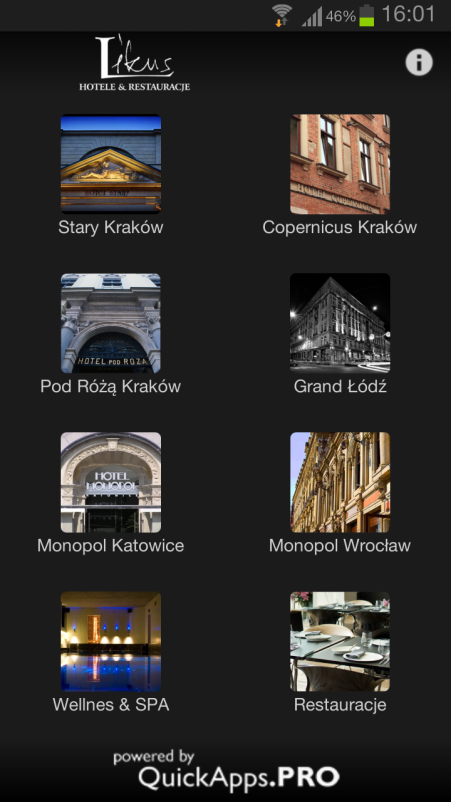 46% 16:01
Likus
HOTELE & RESTAURACJE
Stary Kraków
Copernicus Kraków
HOTEL POD RÓŻĄ
Pod Różą Kraków
Grand Łódź
HOTEL
MONOPOL
Monopol Katowice
Monopol Wrocław
Wellnes & SPA
Restauracje
powered by
QuickApps.PRO